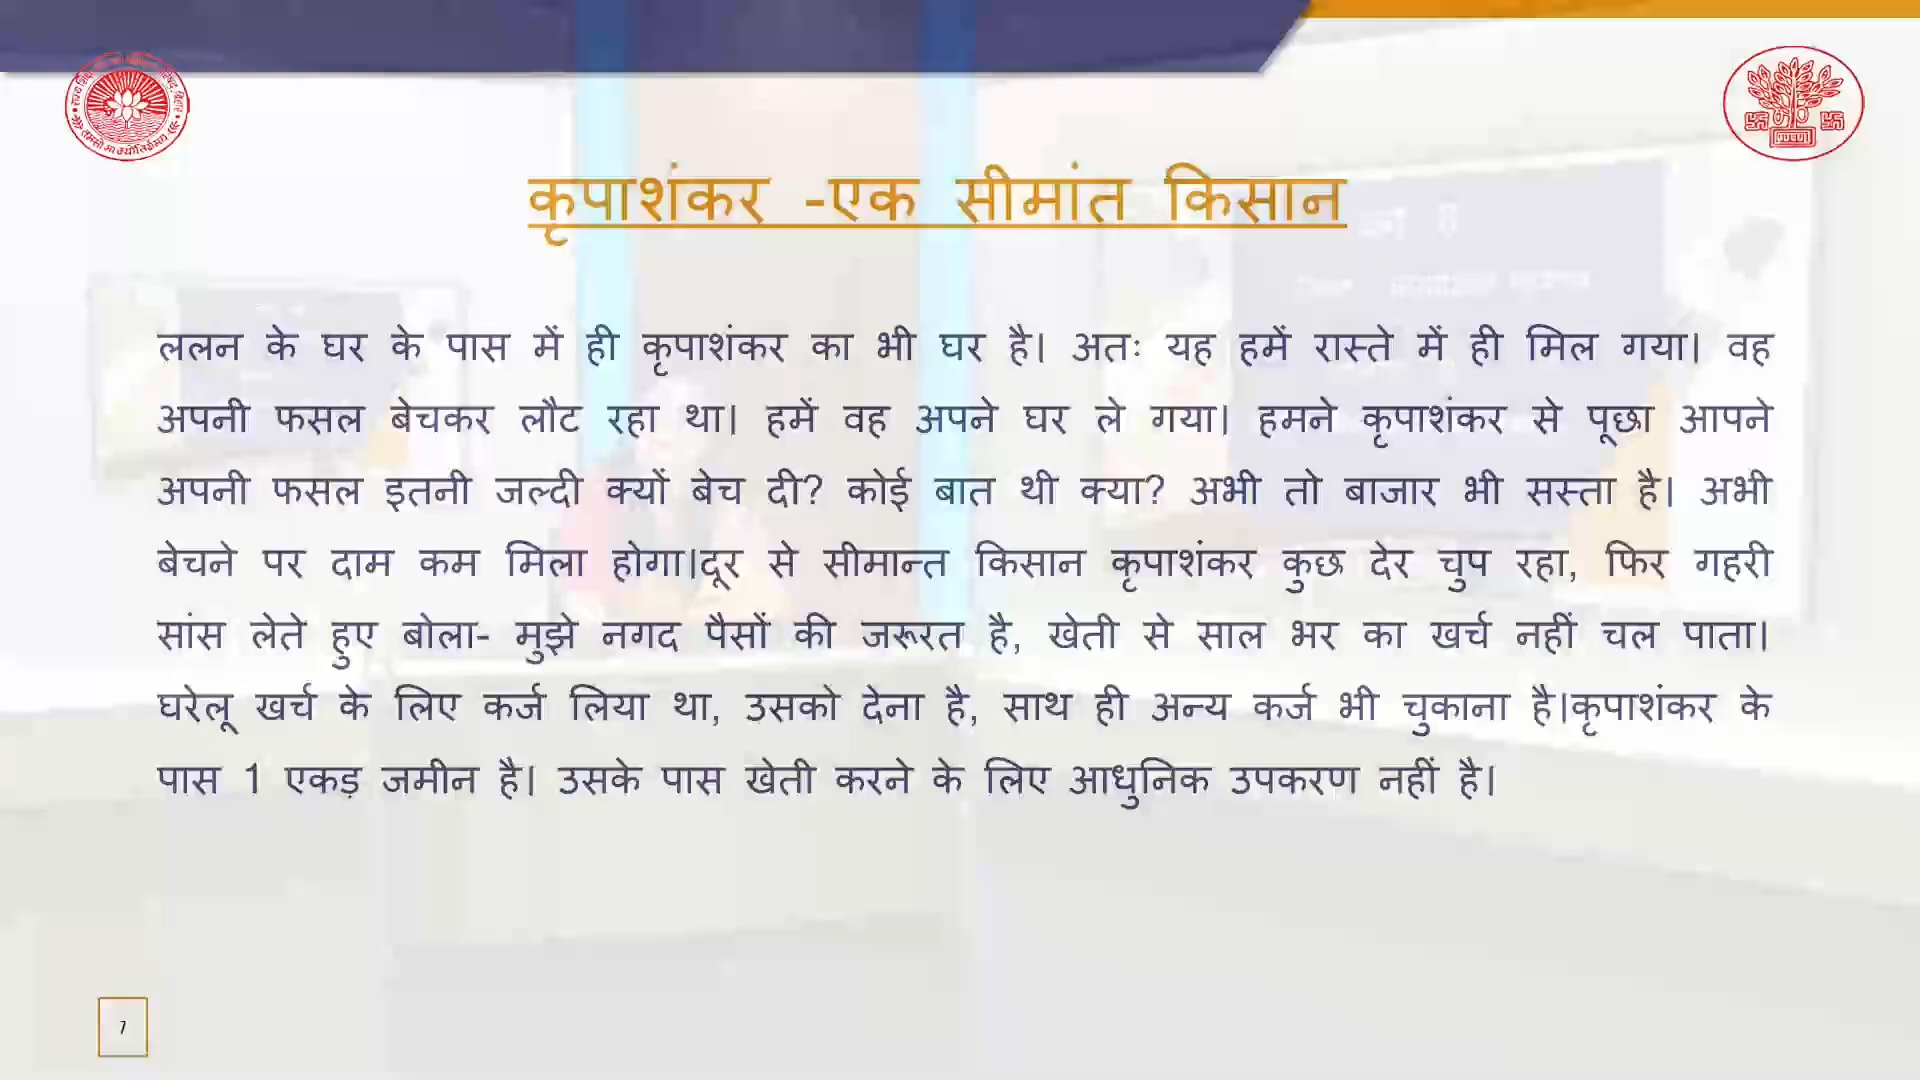 कृपाशंकर -एक सीमांत किसान
ललन के घर के पास में ही कृपाशंकर का भी घर है। अतः यह हमें रास्ते में ही मिल गया। वह
अपनी फसल बेचकर लौट रहा था। हमें वह अपने घर ले गया। हमने कृपाशंकर से पूछा आपने
अपनी फसल इतनी जल्दी क्यों बेच दी? कोई बात थी क्या? अभी तो बाजार भी सस्ता है। अभी
बेचने पर दाम कम मिला होगा।दूर से सीमान्त किसान कृपाशंकर कुछ देर चुप रहा, फिर गहरी
सांस लेते हुए बोला- मुझे नगद पैसों की जरूरत है, खेती से साल भर का खर्च नहीं चल पाता।
घरेलू खर्च के लिए कर्ज लिया था, उसको देना है, साथ ही अन्य कर्ज भी चुकाना है।कृपाशंकर के
पास 1 एकड़ जमीन है। उसके पास खेती करने के लिए आधुनिक उपकरण नहीं है।
7